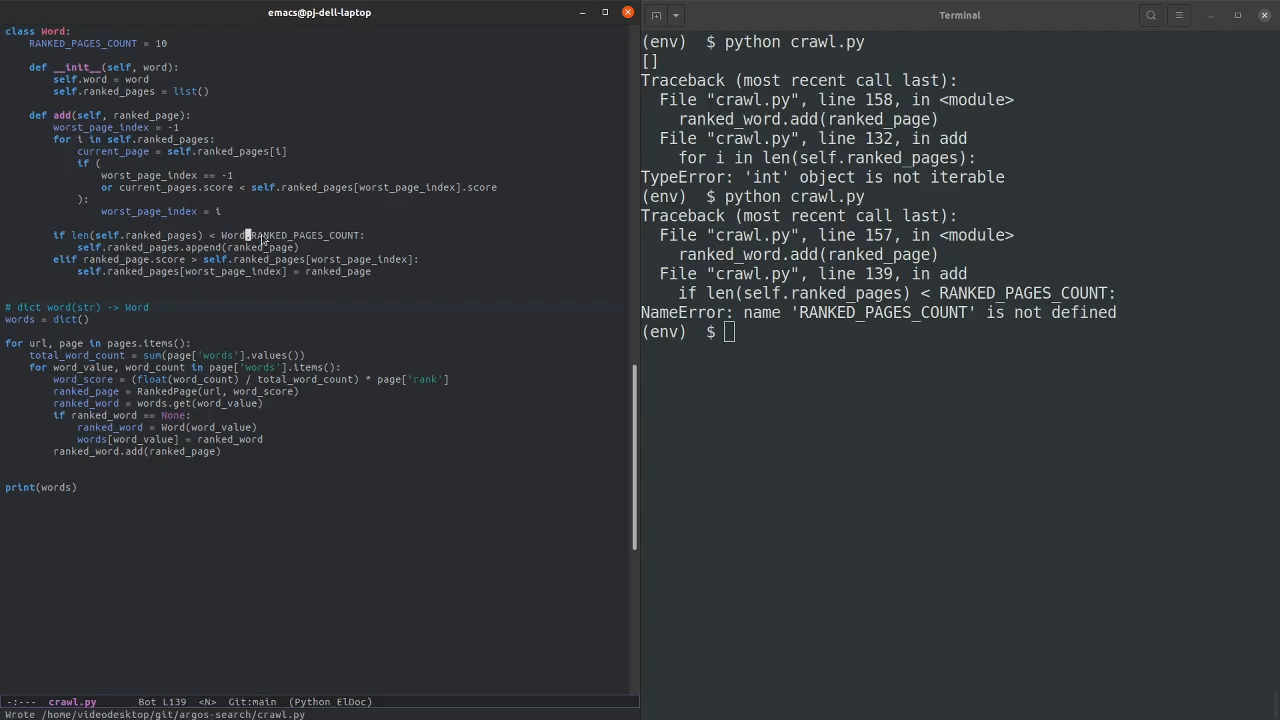 emacs@pj-dell-laptop
class Word:
    RANKED_PAGES_COUNT = 10
    def __init__(self, word):
        self.word = word
        self.ranked_pages = list()
    def add(self, ranked_page):
        worst_page_index = -1
        for i in self.ranked_pages:
            current_page = self.ranked_pages[i]
            if (
                worst_page_index == -1
                or current_pages.score < self.ranked_pages[worst_page_index].score
            ):
                worst_page_index = i
        if len(self.ranked_pages) < Word.RANKED_PAGES_COUNT:
            self.ranked_pages.append(ranked_page)
        elif ranked_page.score > self.ranked_pages[worst_page_index]:
            self.ranked_pages[worst_page_index] = ranked_page
# dict word(str) -> Word
words = dict()
for url, page in pages.items():
    total_word_count = sum(page['words'].values())
    for word_value, word_count in page['words'].items():
        word_score = (float(word_count) / total_word_count) * page['rank']
        ranked_page = RankedPage(url, word_score)
        ranked_word = words.get(word_value)
        if ranked_word == None:
            ranked_word = Word(word_value)
            words[word_value] = ranked_word
        ranked_word.add(ranked_page)
print(words)
-:--- crawl.py Bot L139 <N> Git:main (Python ElDoc)
Wrote /home/videodesktop/git/argos-search/crawl.py
Terminal
(env) $ python crawl.py
[]
Traceback (most recent call last):
  File "crawl.py", line 158, in <module>
    ranked_word.add(ranked_page)
  File "crawl.py", line 132, in add
    for i in len(self.ranked_pages):
TypeError: 'int' object is not iterable
(env) $ python crawl.py
Traceback (most recent call last):
  File "crawl.py", line 157, in <module>
    ranked_word.add(ranked_page)
  File "crawl.py", line 139, in add
    if len(self.ranked_pages) < RANKED_PAGES_COUNT:
NameError: name 'RANKED_PAGES_COUNT' is not defined
(env) $